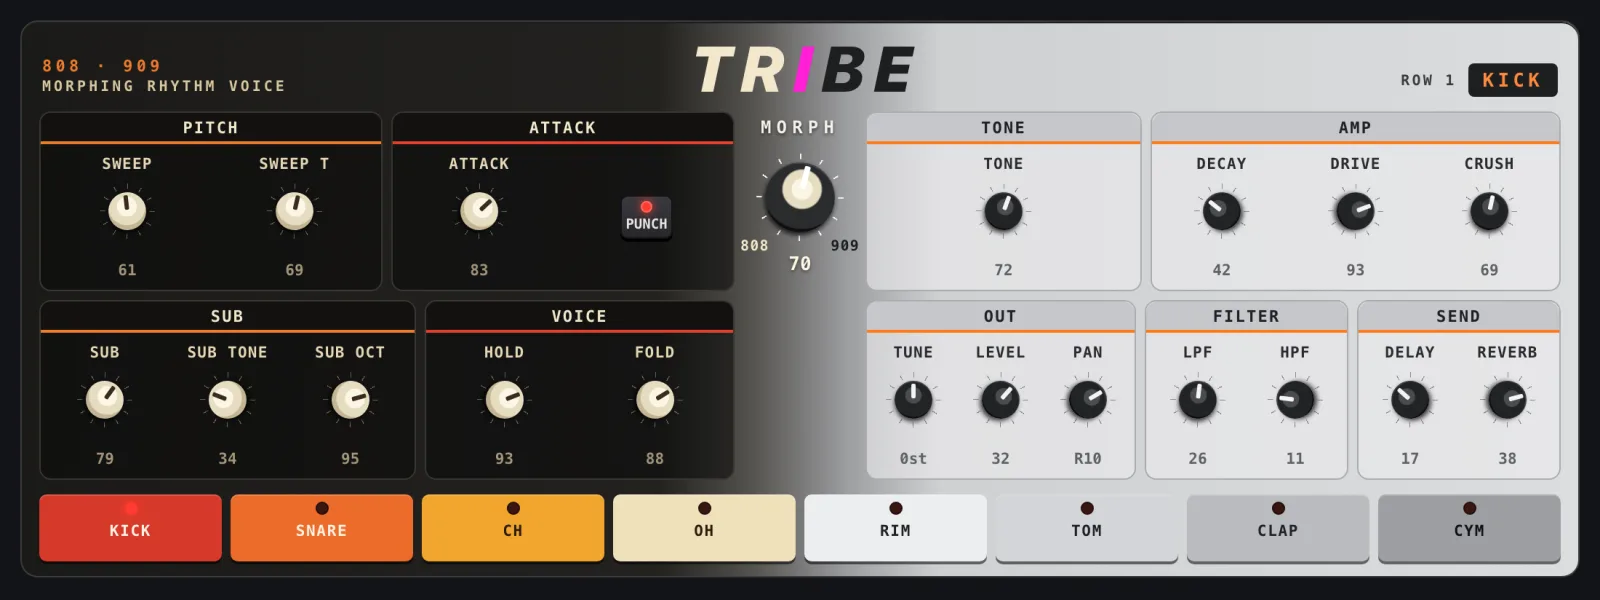 TRIBE
808 · 909
MORPHING RHYTHM VOICE
ROW 1 KICK
PITCH
SWEEP SWEEP T
61 69
ATTACK
ATTACK
PUNCH
83
MORPH
808 909
70
TONE
TONE
72
AMP
DECAY DRIVE CRUSH
42 93 69
SUB
SUB SUB TONE SUB OCT
79 34 95
VOICE
HOLD FOLD
93 88
OUT
TUNE LEVEL PAN
0st 32 R10
FILTER
LPF HPF
26 11
SEND
DELAY REVERB
17 38
KICK SNARE CH OH RIM TOM CLAP CYM